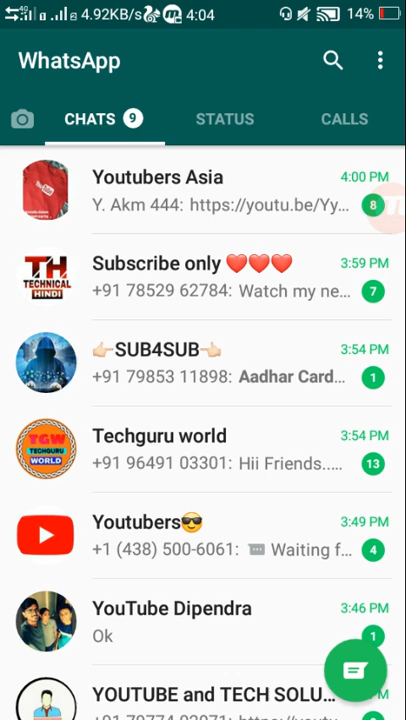 4G 4.92KB/s 4:04 14%
WhatsApp
CHATS 9 STATUS CALLS
Youtubers Asia 4:00 PM
Y. Akm 444: https://youtu.be/Yy... 8
TH
TECHNICAL
HINDI
Subscribe only ❤️❤️❤️ 3:59 PM
+91 78529 62784: Watch my ne... 7
👉🏻SUB4SUB👈🏻 3:54 PM
+91 79853 11898: Aadhar Card... 1
TGW
TECHGURU
WORLD
Techguru world 3:54 PM
+91 96491 03301: Hii Friends..... 13
Youtubers😎 3:49 PM
+1 (438) 500-6061: Waiting f... 4
YouTube Dipendra 3:46 PM
Ok 1
YOUTUBE and TECH SOLU...